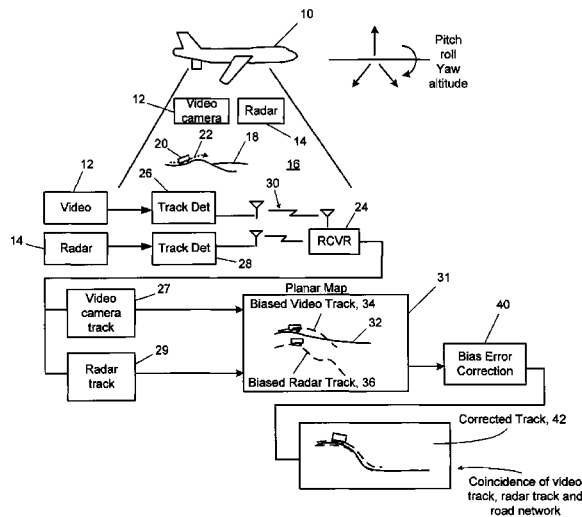 10
Pitch
roll
Yaw
altitude
12
Video
camera
Radar
14
20
22
18
16
12
26
30
24
Video
Track Det
RCVR
14
Radar
Track Det
28
27
Planar Map
31
Video
camera
track
Biased Video Track, 34
32
40
29
Radar
track
Biased Radar Track, 36
Bias Error
Correction
Corrected Track, 42
Coincidence of video
track, radar track and
road network